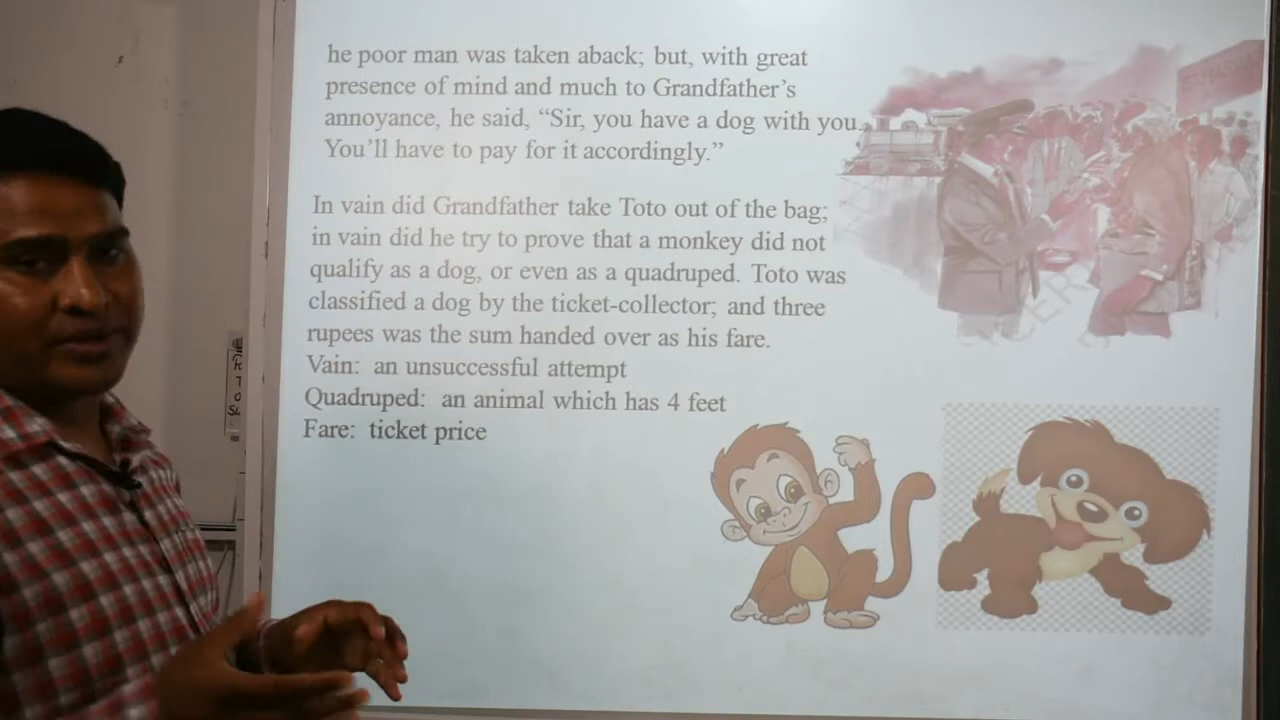 he poor man was taken aback; but, with great
presence of mind and much to Grandfather's
annoyance, he said, “Sir, you have a dog with you.
You'll have to pay for it accordingly.”
In vain did Grandfather take Toto out of the bag;
in vain did he try to prove that a monkey did not
qualify as a dog, or even as a quadruped. Toto was
classified a dog by the ticket-collector; and three
rupees was the sum handed over as his fare.
Vain: an unsuccessful attempt
Quadruped: an animal which has 4 feet
Fare: ticket price